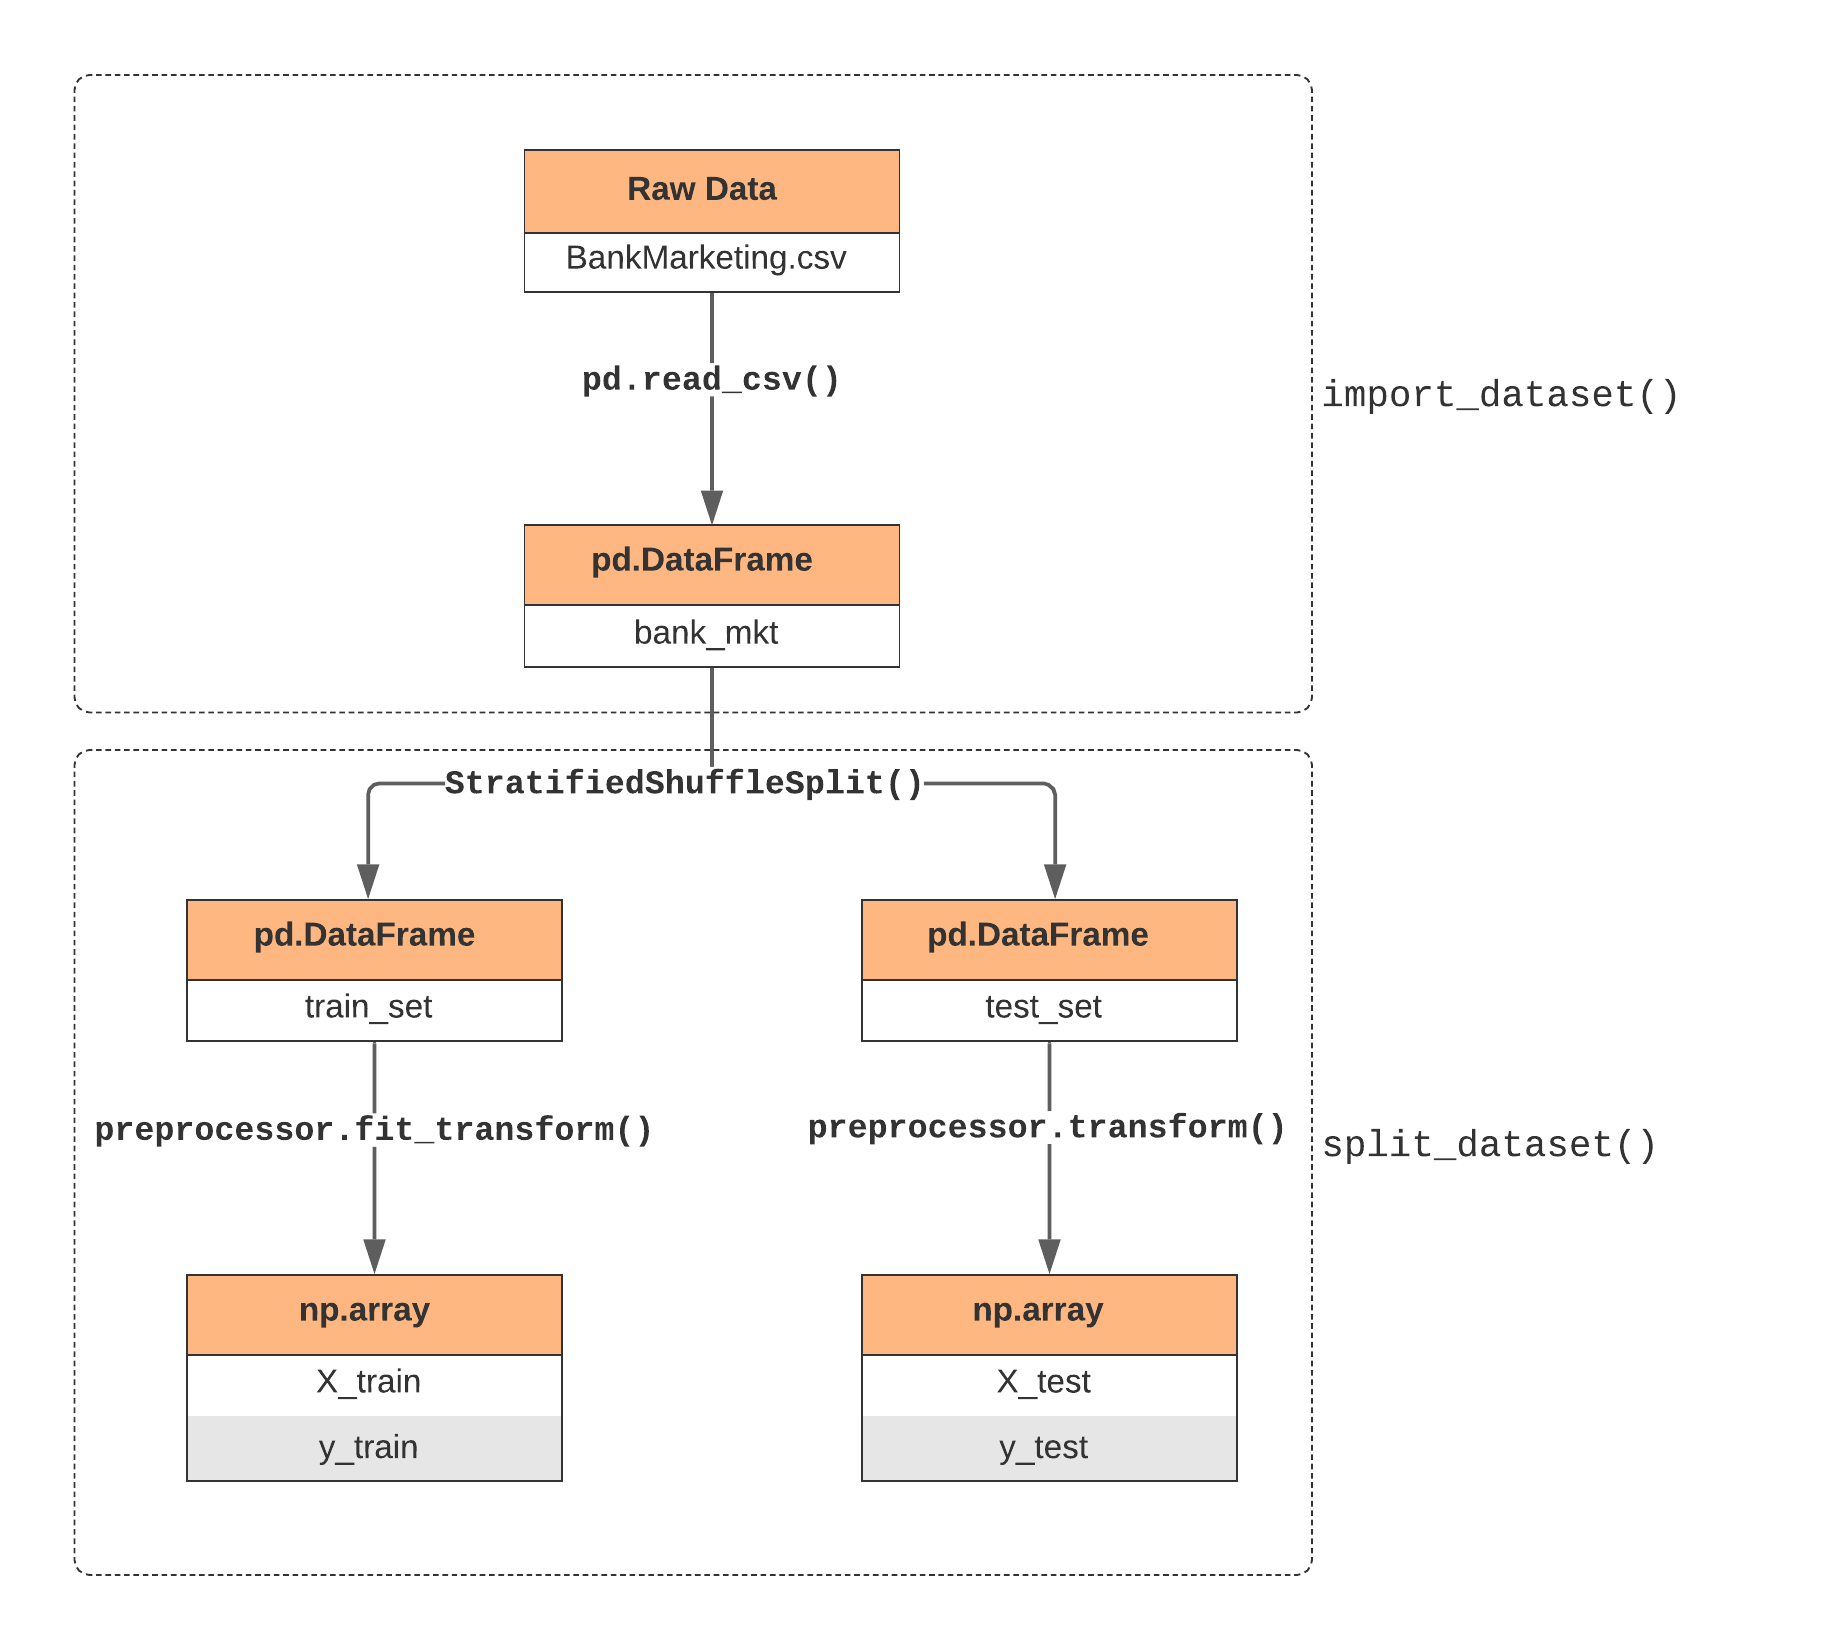 Raw Data
BankMarketing.csv
pd.read_csv()
import_dataset()
pd.DataFrame
bank_mkt
StratifiedShuffleSplit()
pd.DataFrame
train_set
pd.DataFrame
test_set
preprocessor.fit_transform()
preprocessor.transform()
split_dataset()
np.array
X_train
y_train
np.array
X_test
y_test